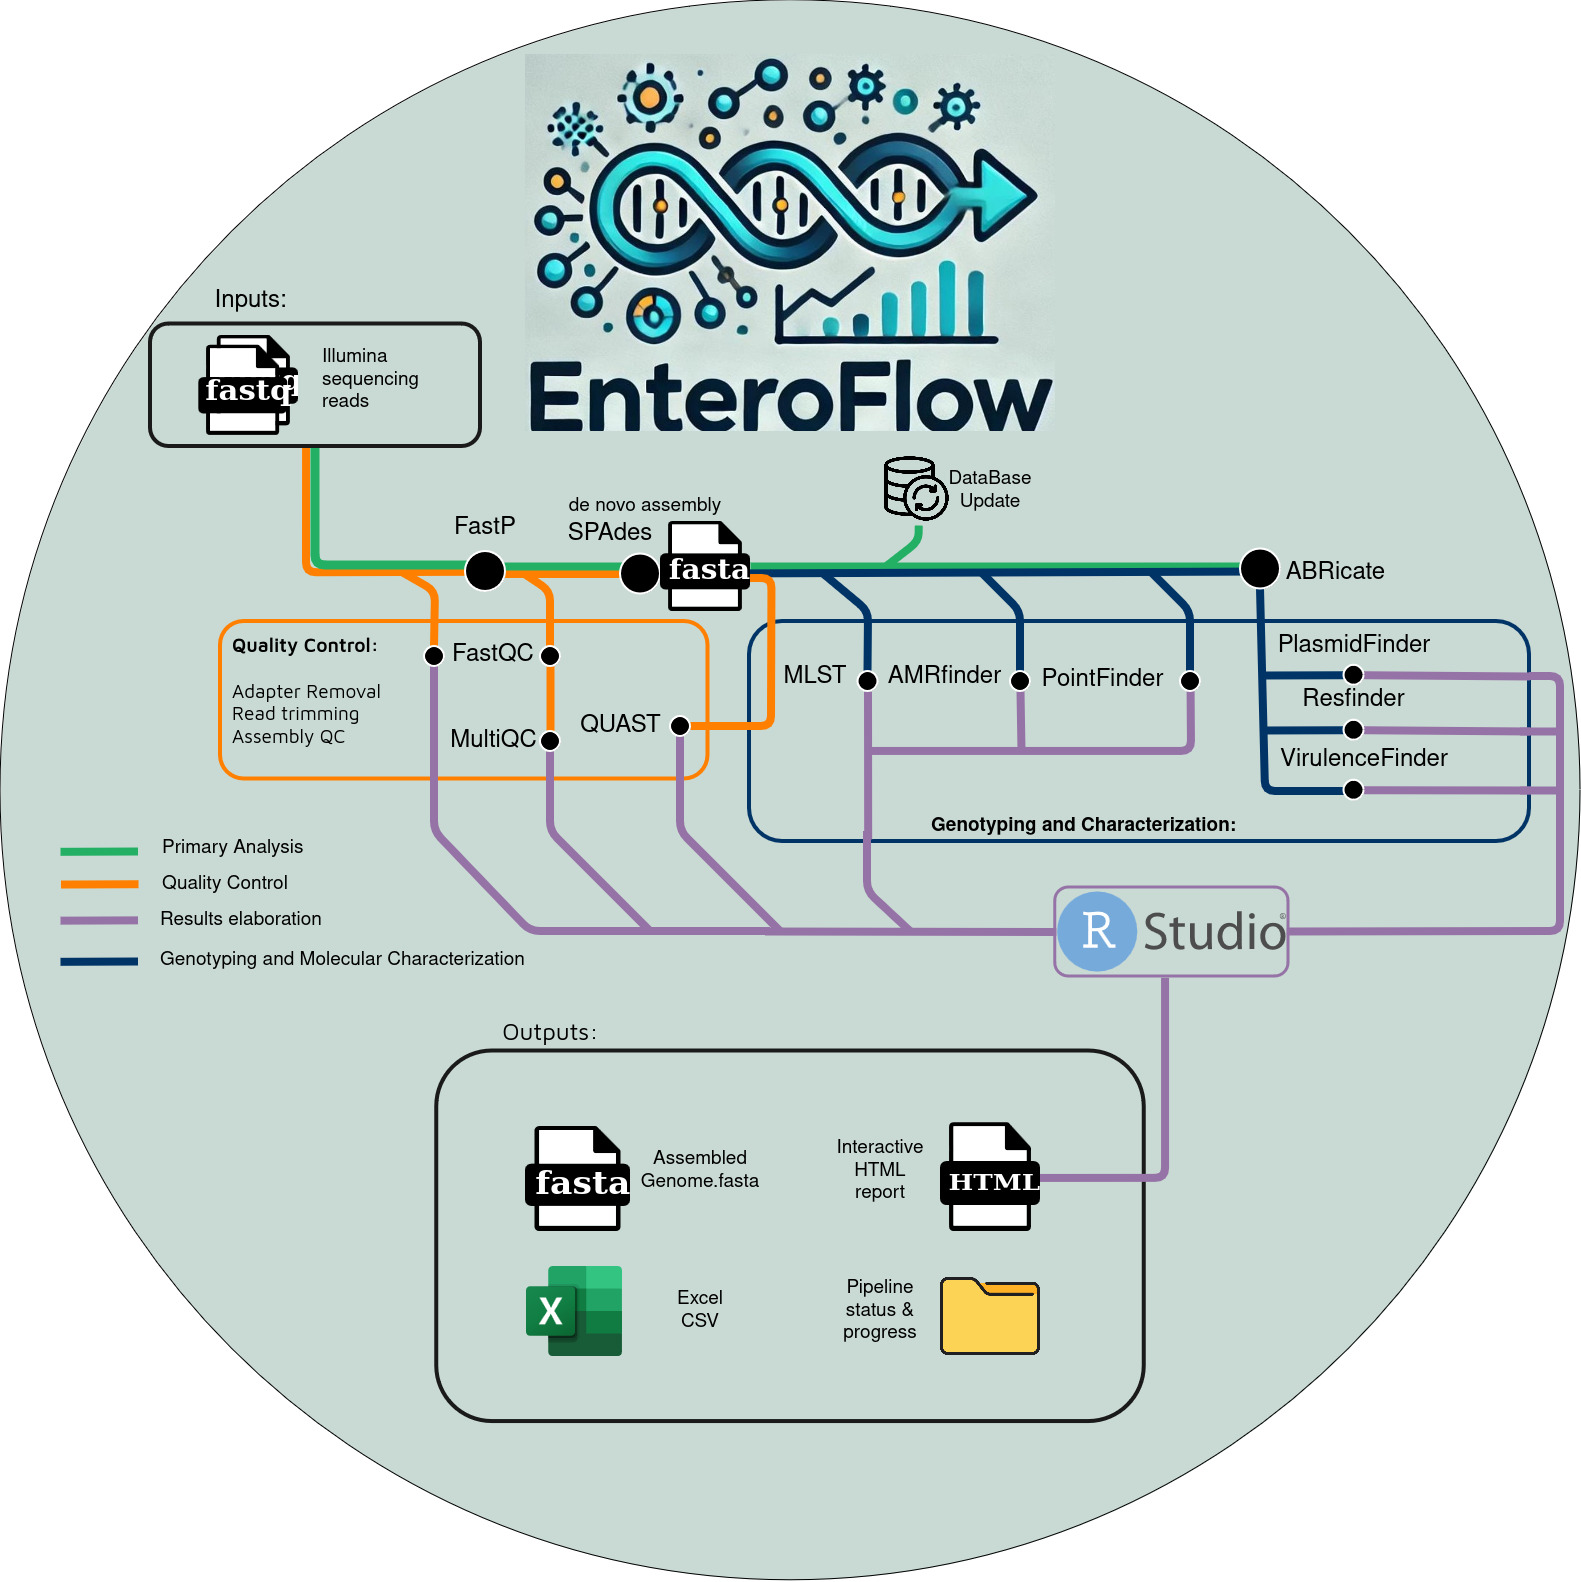 EnteroFlow
Inputs:
fastq
Illumina
sequencing
reads
DataBase
Update
de novo assembly
FastP
SPAdes
fasta
ABRicate
Quality Control:
Adapter Removal
Read trimming
Assembly QC
FastQC
MultiQC
QUAST
MLST
AMRfinder
PointFinder
PlasmidFinder
Resfinder
VirulenceFinder
Genotyping and Characterization:
Primary Analysis
Quality Control
Results elaboration
Genotyping and Molecular Characterization
R Studio®
Outputs:
fasta
Assembled
Genome.fasta
Interactive
HTML
report
HTML
X
Excel
CSV
Pipeline
status &
progress